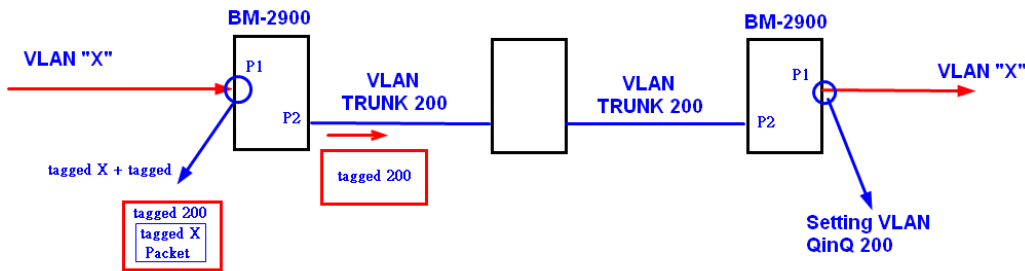 BM-2900
BM-2900
VLAN "X"
P1
P2
VLAN
TRUNK 200
VLAN
TRUNK 200
P1
P2
VLAN "X"
tagged X + tagged
tagged 200
tagged X
Packet
tagged 200
Setting VLAN
QinQ 200